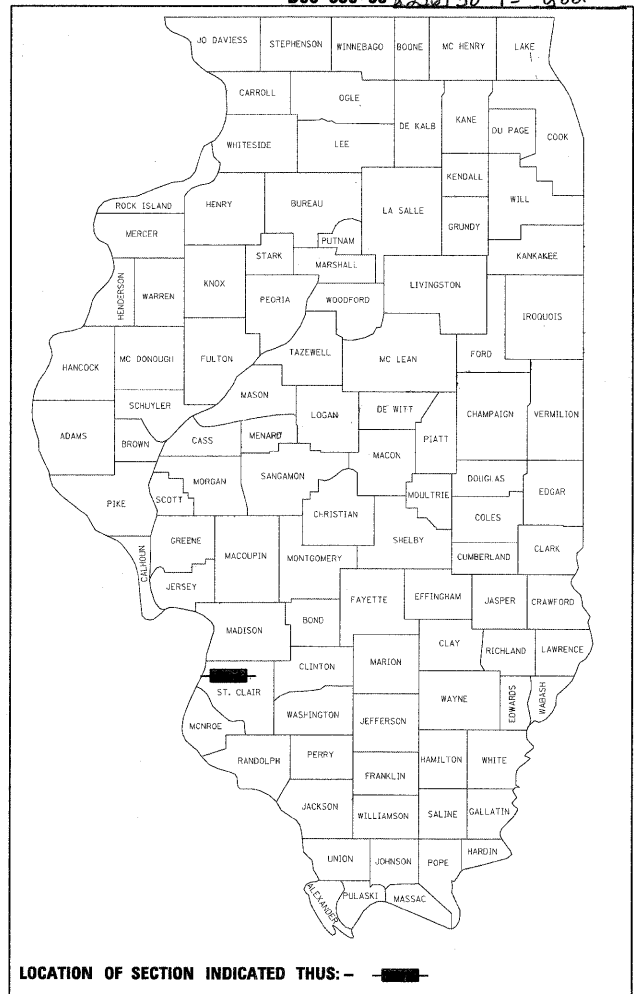 JO DAVIESS STEPHENSON WINNEBAGO BOONE MC HENRY LAKE
CARROLL OGLE
DE KALB KANE DU PAGE COOK
WHITESIDE LEE
KENDALL
ROCK ISLAND HENRY BUREAU LA SALLE WILL
MERCER PUTNAM GRUNDY
STARK MARSHALL KANKAKEE
HENDERSON WARREN KNOX PEORIA WOODFORD LIVINGSTON IROQUOIS
HANCOCK MC DONOUGH FULTON TAZEWELL MC LEAN FORD
MASON
SCHUYLER LOGAN DE WITT CHAMPAIGN VERMILION
ADAMS BROWN CASS MENARD PIATT
MACON
MORGAN SANGAMON DOUGLAS
PIKE SCOTT CHRISTIAN MOULTRIE EDGAR
COLES
GREENE MACOUPIN SHELBY
CALHOUN MONTGOMERY CUMBERLAND CLARK
JERSEY FAYETTE EFFINGHAM JASPER CRAWFORD
MADISON BOND
CLAY RICHLAND LAWRENCE
CLINTON MARION
ST. CLAIR WAYNE EDWARDS WABASH
MONROE WASHINGTON JEFFERSON
RANDOLPH PERRY HAMILTON WHITE
FRANKLIN
JACKSON WILLIAMSON SALINE GALLATIN
UNION JOHNSON POPE HARDIN
ALEXANDER PULASKI MASSAC
LOCATION OF SECTION INDICATED THUS: -